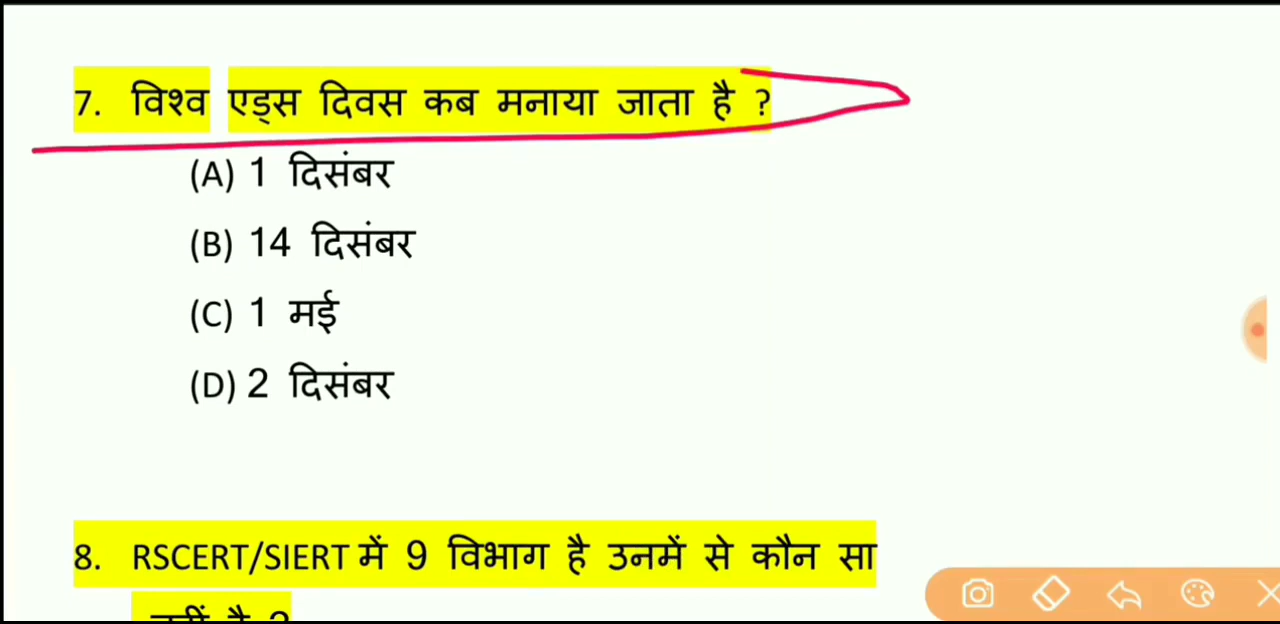 7. विश्व एड्स दिवस कब मनाया जाता है ?
(A) 1 दिसंबर
(B) 14 दिसंबर
(C) 1 मई
(D) 2 दिसंबर
8. RSCERT/SIERT में 9 विभाग है उनमें से कौन सा